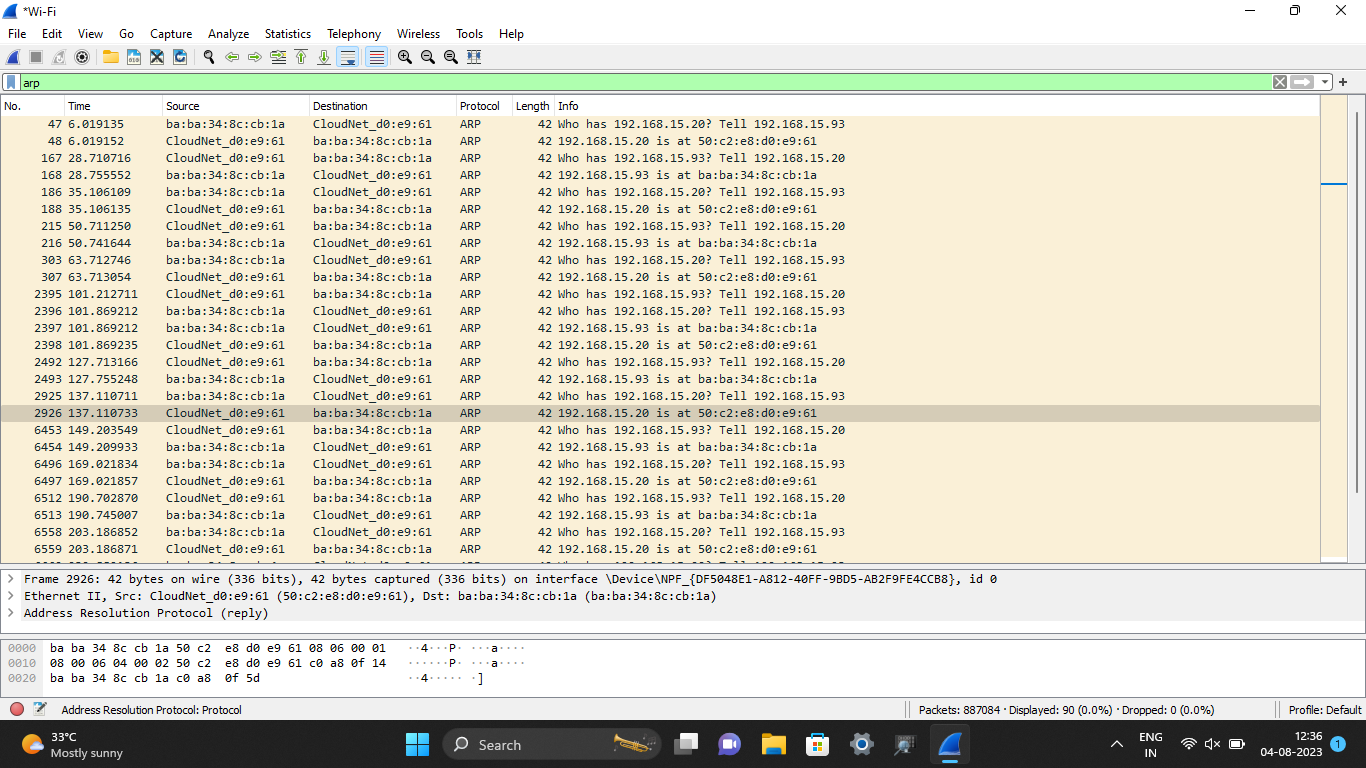 *Wi-Fi
File Edit View Go Capture Analyze Statistics Telephony Wireless Tools Help
arp
No. Time Source Destination Protocol Length Info
47 6.019135 ba:ba:34:8c:cb:1a CloudNet_d0:e9:61 ARP 42 Who has 192.168.15.20? Tell 192.168.15.93
48 6.019152 CloudNet_d0:e9:61 ba:ba:34:8c:cb:1a ARP 42 192.168.15.20 is at 50:c2:e8:d0:e9:61
167 28.710716 CloudNet_d0:e9:61 ba:ba:34:8c:cb:1a ARP 42 Who has 192.168.15.93? Tell 192.168.15.20
168 28.755552 ba:ba:34:8c:cb:1a CloudNet_d0:e9:61 ARP 42 192.168.15.93 is at ba:ba:34:8c:cb:1a
186 35.106109 ba:ba:34:8c:cb:1a CloudNet_d0:e9:61 ARP 42 Who has 192.168.15.20? Tell 192.168.15.93
188 35.106135 CloudNet_d0:e9:61 ba:ba:34:8c:cb:1a ARP 42 192.168.15.20 is at 50:c2:e8:d0:e9:61
215 50.711250 CloudNet_d0:e9:61 ba:ba:34:8c:cb:1a ARP 42 Who has 192.168.15.93? Tell 192.168.15.20
216 50.741644 ba:ba:34:8c:cb:1a CloudNet_d0:e9:61 ARP 42 192.168.15.93 is at ba:ba:34:8c:cb:1a
303 63.712746 ba:ba:34:8c:cb:1a CloudNet_d0:e9:61 ARP 42 Who has 192.168.15.20? Tell 192.168.15.93
307 63.713054 CloudNet_d0:e9:61 ba:ba:34:8c:cb:1a ARP 42 192.168.15.20 is at 50:c2:e8:d0:e9:61
2395 101.212711 CloudNet_d0:e9:61 ba:ba:34:8c:cb:1a ARP 42 Who has 192.168.15.93? Tell 192.168.15.20
2396 101.869212 ba:ba:34:8c:cb:1a CloudNet_d0:e9:61 ARP 42 Who has 192.168.15.20? Tell 192.168.15.93
2397 101.869212 ba:ba:34:8c:cb:1a CloudNet_d0:e9:61 ARP 42 192.168.15.93 is at ba:ba:34:8c:cb:1a
2398 101.869235 CloudNet_d0:e9:61 ba:ba:34:8c:cb:1a ARP 42 192.168.15.20 is at 50:c2:e8:d0:e9:61
2492 127.713166 CloudNet_d0:e9:61 ba:ba:34:8c:cb:1a ARP 42 Who has 192.168.15.93? Tell 192.168.15.20
2493 127.755248 ba:ba:34:8c:cb:1a CloudNet_d0:e9:61 ARP 42 192.168.15.93 is at ba:ba:34:8c:cb:1a
2925 137.110711 ba:ba:34:8c:cb:1a CloudNet_d0:e9:61 ARP 42 Who has 192.168.15.20? Tell 192.168.15.93
2926 137.110733 CloudNet_d0:e9:61 ba:ba:34:8c:cb:1a ARP 42 192.168.15.20 is at 50:c2:e8:d0:e9:61
6453 149.203549 CloudNet_d0:e9:61 ba:ba:34:8c:cb:1a ARP 42 Who has 192.168.15.93? Tell 192.168.15.20
6454 149.209933 ba:ba:34:8c:cb:1a CloudNet_d0:e9:61 ARP 42 192.168.15.93 is at ba:ba:34:8c:cb:1a
6496 169.021834 ba:ba:34:8c:cb:1a CloudNet_d0:e9:61 ARP 42 Who has 192.168.15.20? Tell 192.168.15.93
6497 169.021857 CloudNet_d0:e9:61 ba:ba:34:8c:cb:1a ARP 42 192.168.15.20 is at 50:c2:e8:d0:e9:61
6512 190.702870 CloudNet_d0:e9:61 ba:ba:34:8c:cb:1a ARP 42 Who has 192.168.15.93? Tell 192.168.15.20
6513 190.745007 ba:ba:34:8c:cb:1a CloudNet_d0:e9:61 ARP 42 192.168.15.93 is at ba:ba:34:8c:cb:1a
6558 203.186852 ba:ba:34:8c:cb:1a CloudNet_d0:e9:61 ARP 42 Who has 192.168.15.20? Tell 192.168.15.93
6559 203.186871 CloudNet_d0:e9:61 ba:ba:34:8c:cb:1a ARP 42 192.168.15.20 is at 50:c2:e8:d0:e9:61
Frame 2926: 42 bytes on wire (336 bits), 42 bytes captured (336 bits) on interface \Device\NPF_{DF5048E1-A812-40FF-9BD5-AB2F9FE4CCB8}, id 0
Ethernet II, Src: CloudNet_d0:e9:61 (50:c2:e8:d0:e9:61), Dst: ba:ba:34:8c:cb:1a (ba:ba:34:8c:cb:1a)
Address Resolution Protocol (reply)
0000 ba ba 34 8c cb 1a 50 c2 e8 d0 e9 61 08 06 00 01 ··4···P· ···a····
0010 08 00 06 04 00 02 50 c2 e8 d0 e9 61 c0 a8 0f 14 ······P· ···a····
0020 ba ba 34 8c cb 1a c0 a8 0f 5d ··4····· ·]
Address Resolution Protocol: Protocol Packets: 887084 · Displayed: 90 (0.0%) · Dropped: 0 (0.0%) Profile: Default
33°C
Mostly sunny
Search
ENG
IN
12:36
04-08-2023
1